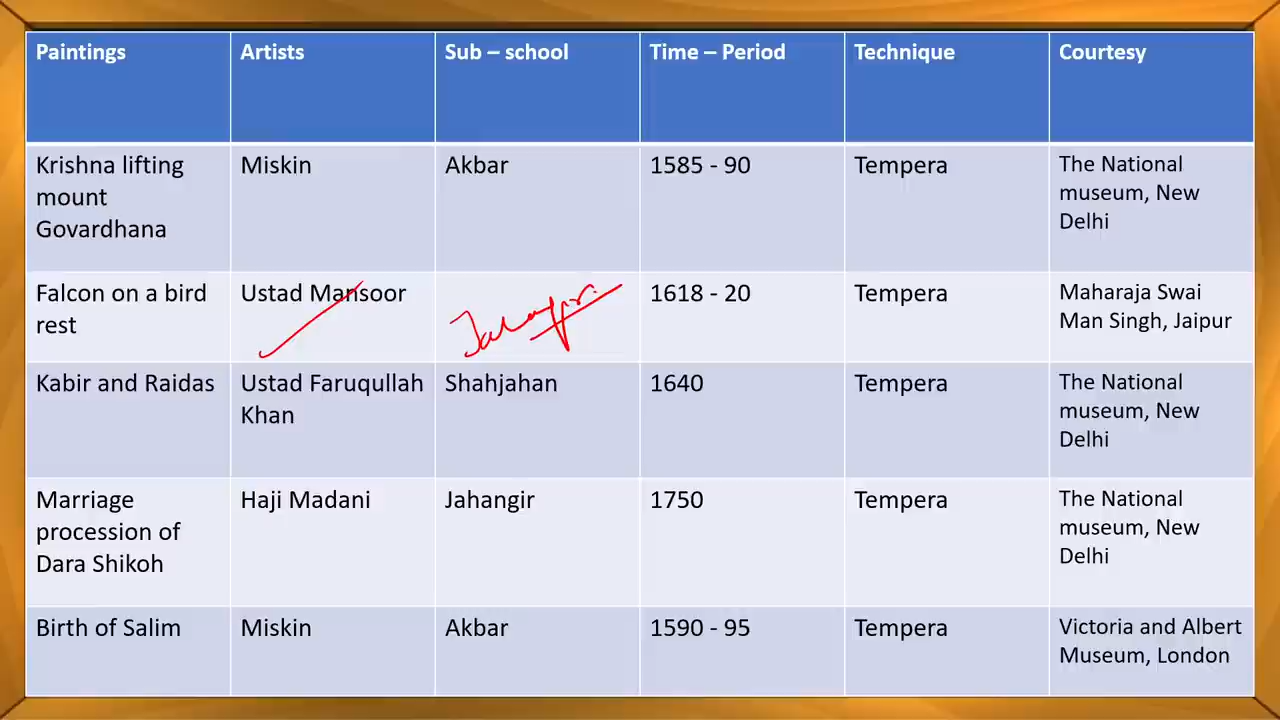 Paintings Artists Sub – school Time – Period Technique Courtesy
Krishna lifting Miskin Akbar 1585 - 90 Tempera The National
mount museum, New
Govardhana Delhi
Falcon on a bird Ustad Mansoor 1618 - 20 Tempera Maharaja Swai
rest Man Singh, Jaipur
Kabir and Raidas Ustad Faruqullah Shahjahan 1640 Tempera The National
Khan museum, New
Delhi
Marriage Haji Madani Jahangir 1750 Tempera The National
procession of museum, New
Dara Shikoh Delhi
Birth of Salim Miskin Akbar 1590 - 95 Tempera Victoria and Albert
Museum, London